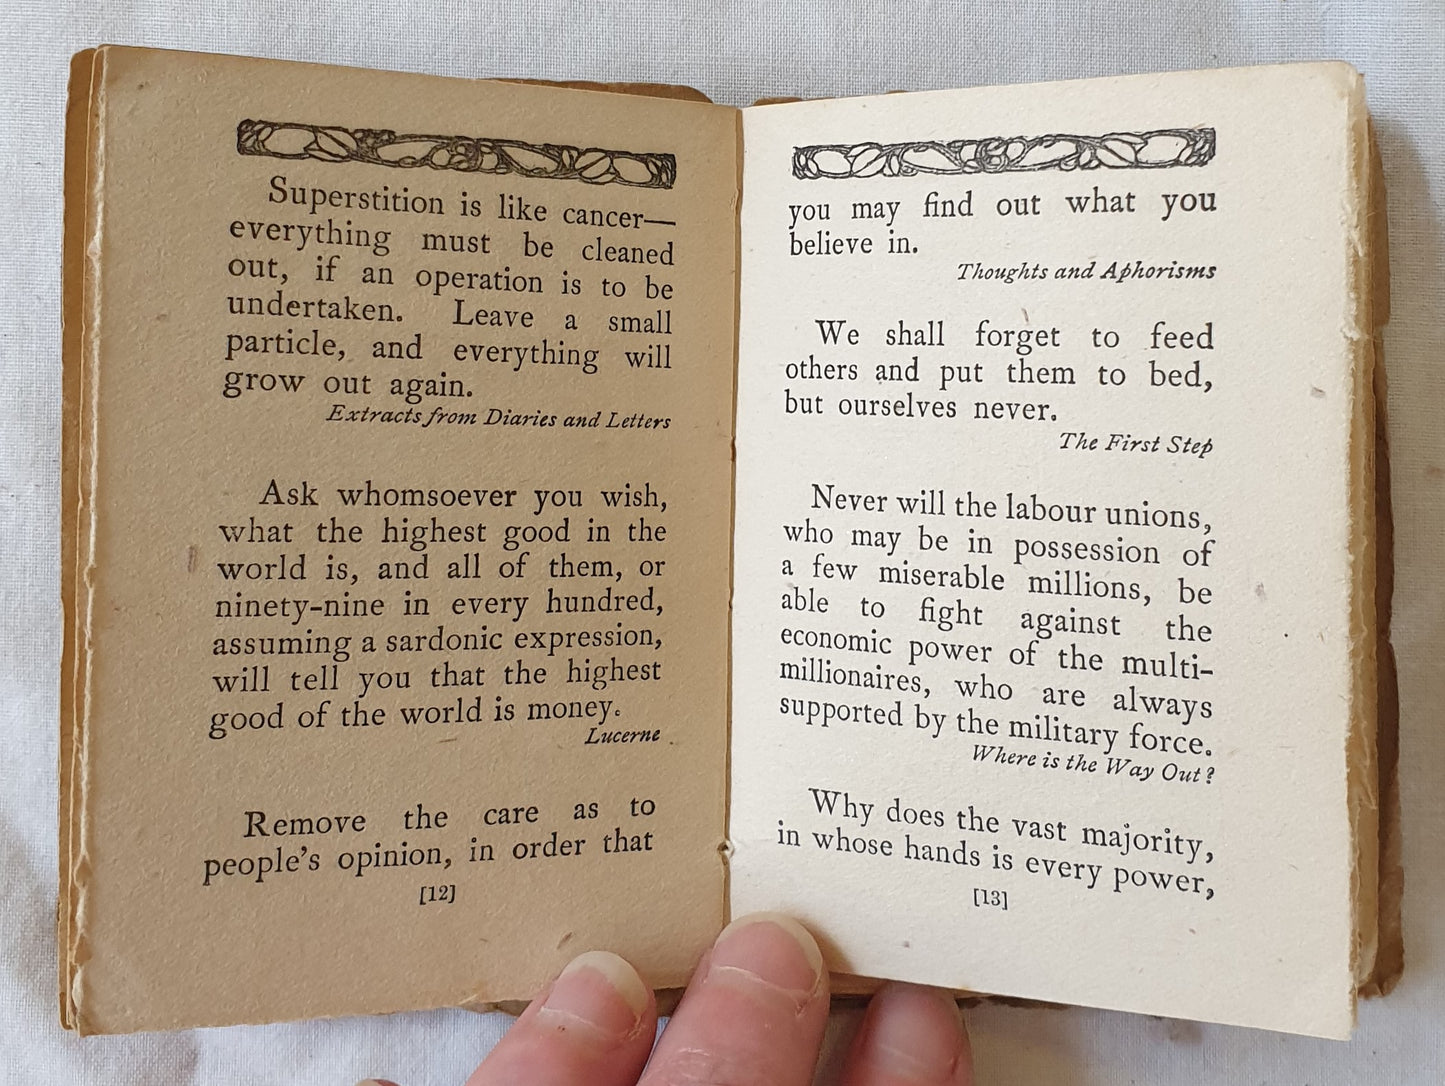 Superstition is like cancer—
everything must be cleaned
out, if an operation is to be
undertaken. Leave a small
particle, and everything will
grow out again.
Extracts from Diaries and Letters
Ask whomsoever you wish,
what the highest good in the
world is, and all of them, or
ninety-nine in every hundred,
assuming a sardonic expression,
will tell you that the highest
good of the world is money.
Lucerne
Remove the care as to
people's opinion, in order that
[12]
you may find out what you
believe in.
Thoughts and Aphorisms
We shall forget to feed
others and put them to bed,
but ourselves never.
The First Step
Never will the labour unions,
who may be in possession of
a few miserable millions, be
able to fight against the
economic power of the multi-
millionaires, who are always
supported by the military force.
Where is the Way Out?
Why does the vast majority,
in whose hands is every power,
[13]